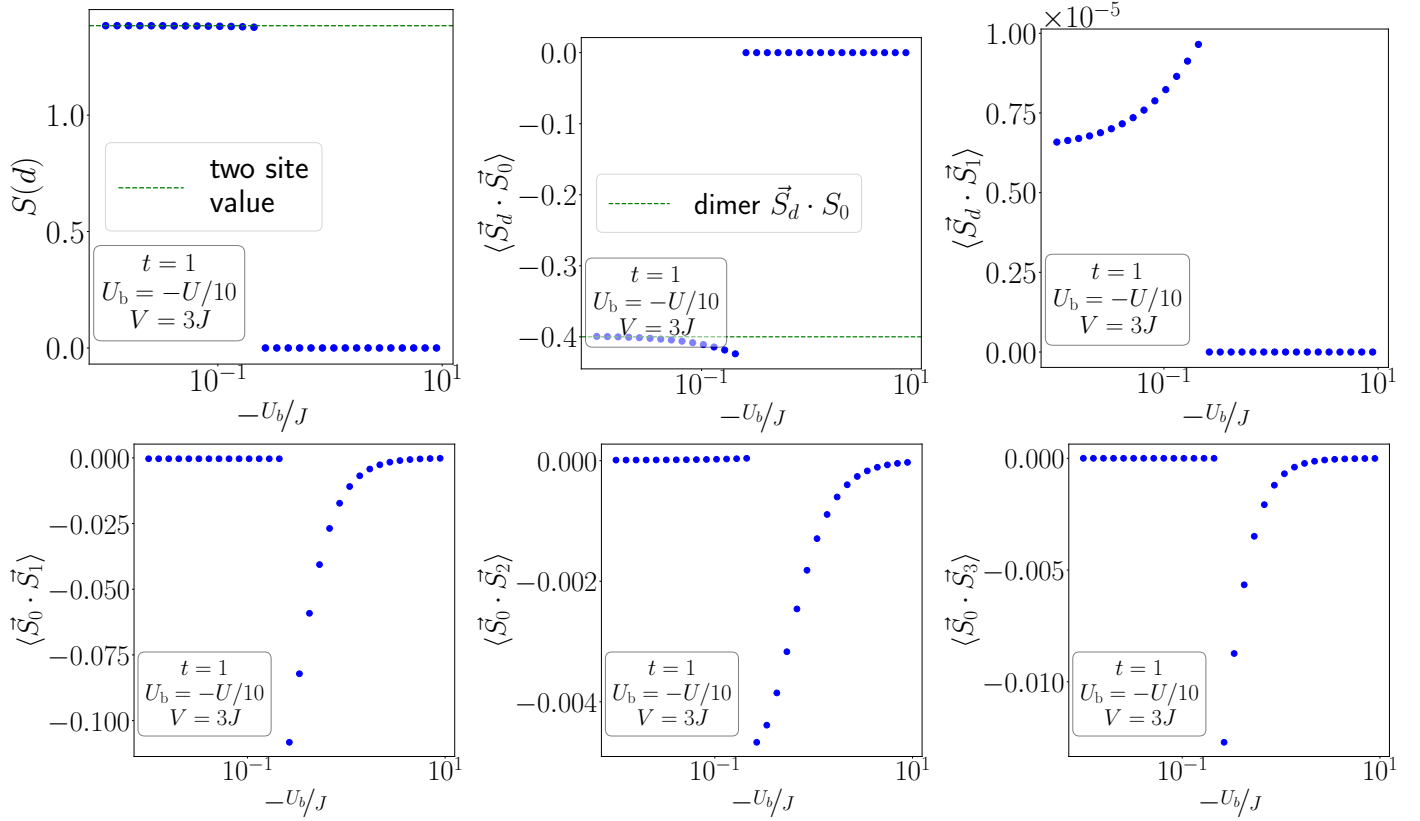 S(d)
1.0
0.5
0.0
two site
value
t = 1
U_b = −U/10
V = 3J
10^{−1}
10^1
−U_b/J
⟨S⃗_d · S⃗_0⟩
0.0
−0.1
−0.2
−0.3
−0.4
dimer S⃗_d · S_0
t = 1
U_b = −U/10
V = 3J
10^{−1}
10^1
−U_b/J
×10^{−5}
⟨S⃗_d · S⃗_1⟩
1.00
0.75
0.50
0.25
0.00
t = 1
U_b = −U/10
V = 3J
10^{−1}
10^1
−U_b/J
⟨S⃗_0 · S⃗_1⟩
0.000
−0.025
−0.050
−0.075
−0.100
t = 1
U_b = −U/10
V = 3J
10^{−1}
10^1
−U_b/J
⟨S⃗_0 · S⃗_2⟩
0.000
−0.002
−0.004
t = 1
U_b = −U/10
V = 3J
10^{−1}
10^1
−U_b/J
⟨S⃗_0 · S⃗_3⟩
0.000
−0.005
−0.010
t = 1
U_b = −U/10
V = 3J
10^{−1}
10^1
−U_b/J